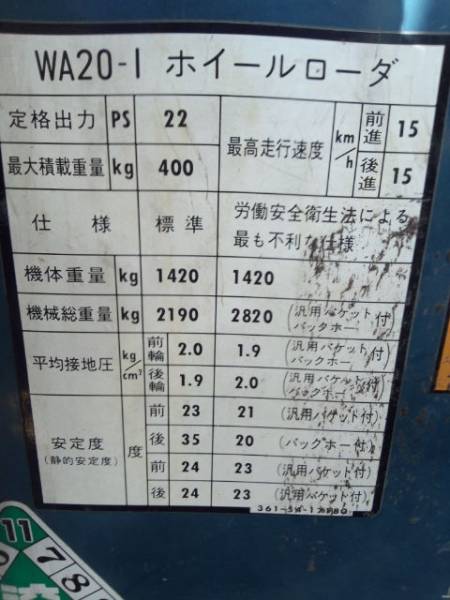 WA20-1 ホイールローダ
定格出力 PS 22 最高走行速度 km/h 前進 15
最大積載重量 kg 400 後進 15
仕様 標準 労働安全衛生法による
最も不利な仕様
機体重量 kg 1420 1420
機械総重量 kg 2190 2820 (汎用バケット バックホー付)
平均接地圧 kg/cm² 前輪 2.0 1.9 (汎用バケット バックホー付)
後輪 1.9 2.0 (汎用バケット バックホー付)
安定度 (静的安定度) 度 前 23 21 (汎用バケット付)
後 35 20 (バックホー付)
前 24 23 (汎用バケット付)
後 24 23 (汎用バケット付)
11
7 8